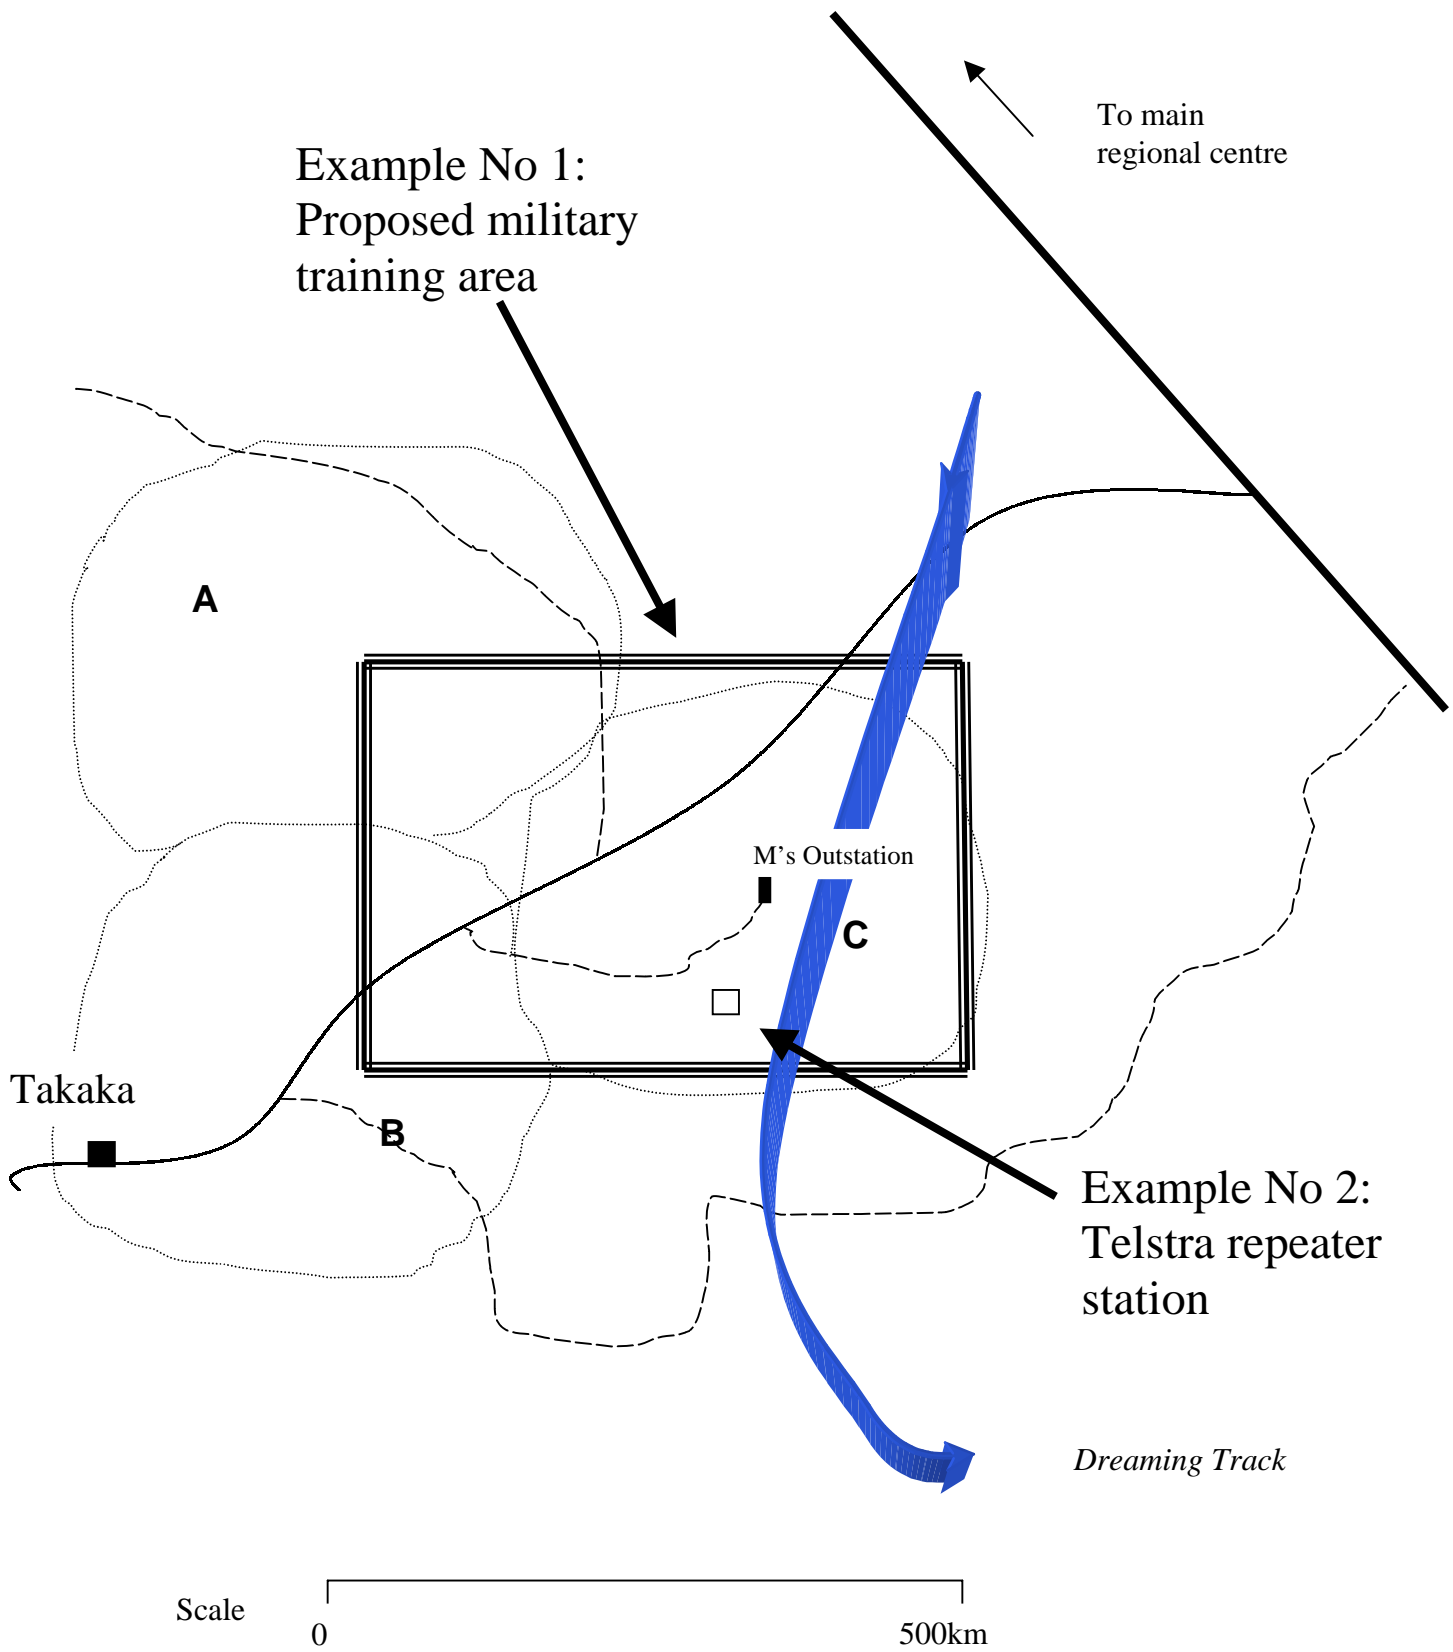 To main
regional centre
Example No 1:
Proposed military
training area
A
M’s Outstation
C
Takaka
B
Example No 2:
Telstra repeater
station
Dreaming Track
Scale
0
500km